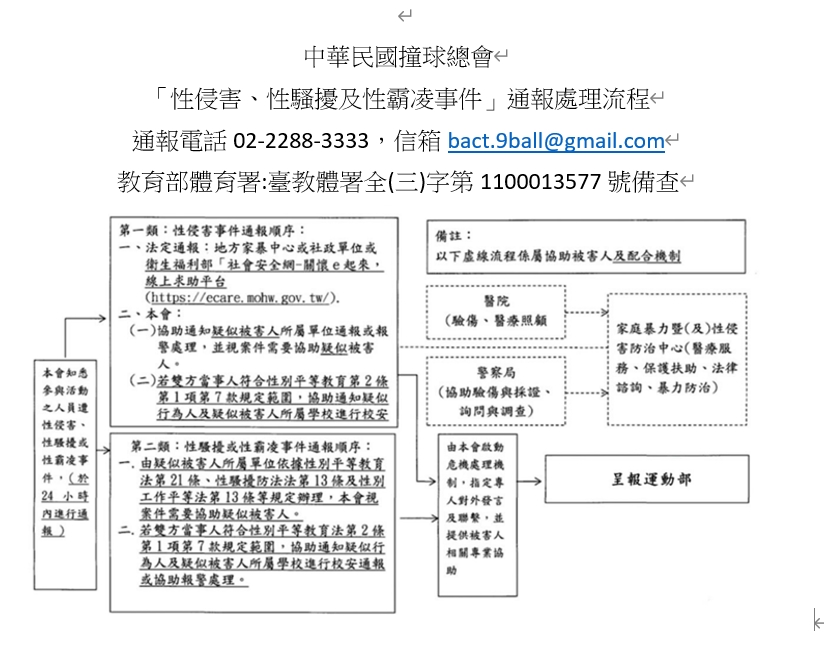 中華民國撞球總會
「性侵害、性騷擾及性霸凌事件」通報處理流程
通報電話 02-2288-3333，信箱 bact.9ball@gmail.com
教育部體育署:臺教體署全(三)字第 1100013577 號備查
本會知悉
參與活動
之人員遭
性侵害、
性騷擾或
性霸凌事
件，(於
24 小時
內進行通
報 )
第一類：性侵害事件通報順序：
一、法定通報：地方家暴中心或社政單位或
衛生福利部「社會安全網-關懷 e 起來，
線上求助平台
(https://ecare.mohw.gov.tw/).
二、本會：
(一)協助通知疑似被害人所屬單位通報或報
警處理，並視案件需要協助疑似被害
人。
(二)若雙方當事人符合性別平等教育第 2 條
第 1 項第 7 款規定範圍，協助通知疑似
行為人及疑似被害人所屬學校進行校安
第二類：性騷擾或性霸凌事件通報順序：
一. 由疑似被害人所屬單位依據性別平等教育
法第 21 條、性騷擾防法法第 13 條及性別
工作平等法第 13 條等規定辦理，本會視
案件需要協助疑似被害人。
二. 若雙方當事人符合性別平等教育法第 2 條
第 1 項第 7 款規定範圍，協助通知疑似行
為人及疑似被害人所屬學校進行校安通報
或協助報警處理。
備註：
以下虛線流程係屬協助被害人及配合機制
醫院
(驗傷、醫療照顧
警察局
(協助驗傷與採證、
詢問與調查)
家庭暴力暨(及)性侵
害防治中心(醫療服
務、保護扶助、法律
諮詢、暴力防治)
由本會啟動
危機處理機
制，指定專
人對外發言
及聯繫，並
提供被害人
相關專業協
助
呈報運動部